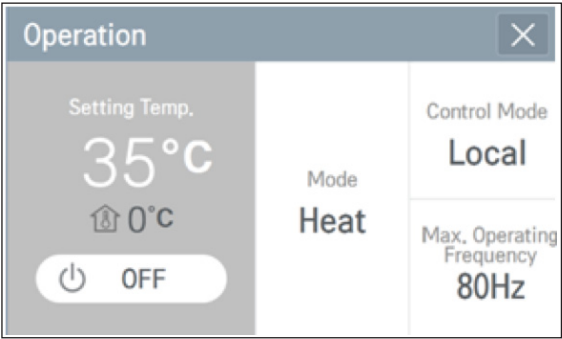 Operation
Setting Temp.
35°C
0°C
OFF
Mode
Heat
Control Mode
Local
Max. Operating
Frequency
80Hz